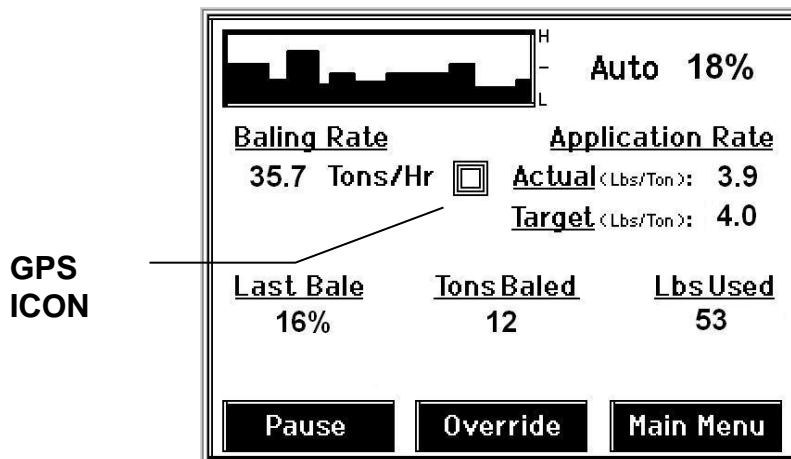 H
-
L
Auto 18%
Baling Rate
Application Rate
35.7 Tons/Hr
Actual (Lbs/Ton): 3.9
Target (Lbs/Ton): 4.0
GPS
ICON
Last Bale
Tons Baled
Lbs Used
16%
12
53
Pause
Override
Main Menu